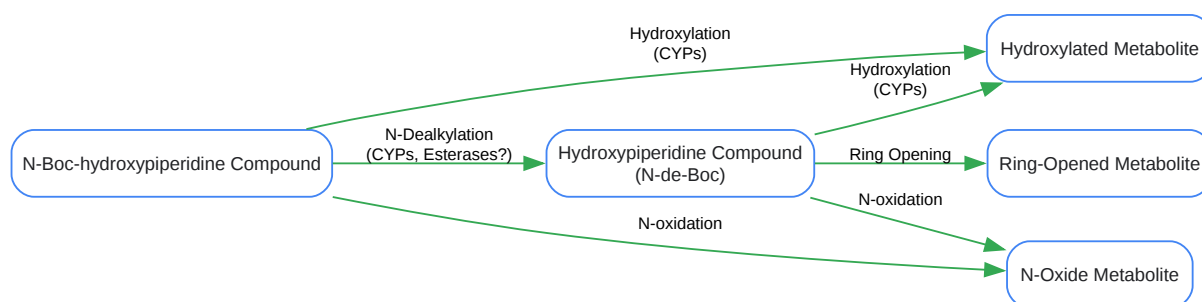 Hydroxylation
(CYPs)
Hydroxylated Metabolite
Hydroxylation
(CYPs)
N-Boc-hydroxypiperidine Compound
N-Dealkylation
(CYPs, Esterases?)
Hydroxypiperidine Compound
(N-de-Boc)
Ring Opening
Ring-Opened Metabolite
N-oxidation
N-oxidation
N-Oxide Metabolite